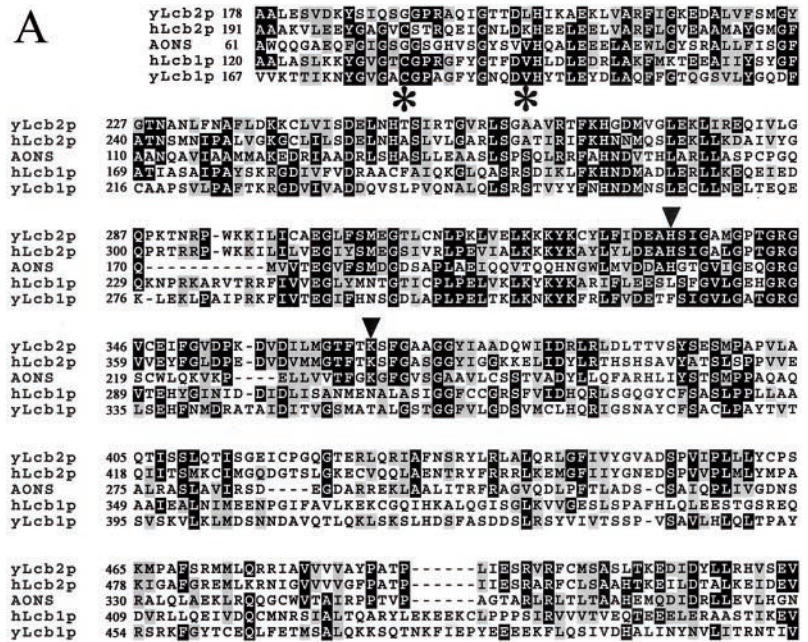 A
yLcb2p 178 AALESVDKYSIQSGGPRAQIGTTDLHIKAEKLVARFIGKEDALVFSMGY
hLcb2p 191 AAAKVLEEYGAGVCSTRQEIGNLDKHEELEELVARFLGVEAAMAYGMGF
AONS 61 AWQQGAEQFGIGSGGSGHVSGYSVVHQALEEELAEWLGYSRALLFISGF
hLcb1p 120 AALASLKKYGVGTCGPRGFYGTFDVHLDLEDRLAKFMKTEEAIIYSYGF
yLcb1p 167 VVKTTIKNYGVGACGPAGFYGNQDVHYTLEYDLAQFFGTQGSVLYGQDF
* *
yLcb2p 227 GTNANLFNAFLDKKCLVISDELNHTSIRTGVRLSGAAVRTFKHGDMVGLEKLIREQIVLG
hLcb2p 240 ATNSMNIPALVGKGCLILSDELNHASLVLGARLSGATIRIFKHNNMQSLEKLLKDAIVYG
AONS 110 AANQAVIAAMMAKEDRIAADRLSHASLLEAASLSPSQLRRFAHNDVTHLARLLASPCPGQ
hLcb1p 169 ATIASAIPAYSKRGDIVFVDRAACFAIQKGLQASRSDIKLFKHNDMADLERLLKEQEIED
yLcb1p 216 CAAPSVLPAFTKRGDVIVADDQVSLPVQNALQLSRSTVYYFNHNDMNSLECLLNELTEQE
▼
yLcb2p 287 QPKTNRP-WKKILICAEGLFSMEGTLCNLPKLVELKKKYKCYLFIDEAHSIGAMGPTGRG
hLcb2p 300 QPRTRRP-WKKILILVEGIYSMEGSIVRLPEVIALKKKYKAYLYLDEAHSIGALGPTGRG
AONS 170 Q------------MVVTEGVFSMDGDSAPLAEIQQVTQQHNGWLMVDDAHGTGVIGEQGRG
hLcb1p 229 QKNPRKARVTRRFIVVEGLYMNTGTICPLPELVKLKYKYKARIFLEESLSFGVLGEHGRG
yLcb1p 276 K-LEKLPAIPRKFIVTEGIFHNSGDLAPLPELTKLKNKYKFRLFVDETFSIGVLGATGRG
▼
yLcb2p 346 VCEIFGVDPK-DVDILMGTFTKSFGAAGGYIAADQWIIDRLRLDLTTVSYSESMPAPVLA
hLcb2p 359 VVEYFGLDPE-DVDVMMGTFTKSFGASGGYIGGKKELIDYLRTHSHSAVYATSLSPPVVE
AONS 219 SCWLQKVKP----ELLVVTFGKGFGVSGAAVLCSSTVADYLLQFARHLIYSTSMPPAQAQ
hLcb1p 289 VTEHYGINID-DIDLISANMENALASIGGFCCGRSFVIDHQRLSGQGYCFSASLPPLLAA
yLcb1p 335 LSEHFNMDRATAIDITVGSMATALGSTGGFVLGDSVMCLHQRIGSNAYCFSACLPAYTVT
yLcb2p 405 QTISSLQTISGEICPGQGTERLQRIAFNSRYLRLALQRLGFIVYGVADSPVIPLLLYCPS
hLcb2p 418 QIITSMKCIMGQDGTSLGKECVQQLAENTRYFRRRLKEMGFIIYGNEDSPVVPLMLYMPA
AONS 275 ALRASLAVIRSD----EGDARREKLAALITRFRAGVQDLPFTLADS-CSAIQPLIVGDNS
hLcb1p 349 AAIEALNIMEENPGIFAVLKEKCGQIHKALQGISGLKVVGESLSPAFHLQLEESTGSREQ
yLcb1p 395 SVSKVLKLMDSNNDAVQTLQKLSKSLHDSFASDDSLRSYVIVTSSP-VSAVLHLQLTPAY
yLcb2p 465 KMPAFSRMMLQRRIAVVVVAYPATP------LIESRVRFCMSASLTKEDIDYLLRHVSEV
hLcb2p 478 KIGAFGREMLKRNIGVVVVGFPATP------IIESRARFCLSAAHTKEILDTALKEIDEV
AONS 330 RALQLAEKLRQQGCWVTAIRPPTVP------AGTARLRLTLTAAHEMQDIDRLLEVLHGN
hLcb1p 409 DVRLLQEIVDQCMNRSIALTQARYLEKEEKCLPPPSIRVVVTVEQTEEELERAASTIKEV
yLcb1p 454 RSRKFGYTCEQLFETMSALQKKSQTNKFIEPYEEEKFLQSIVDHALINYNVLITRNTIV